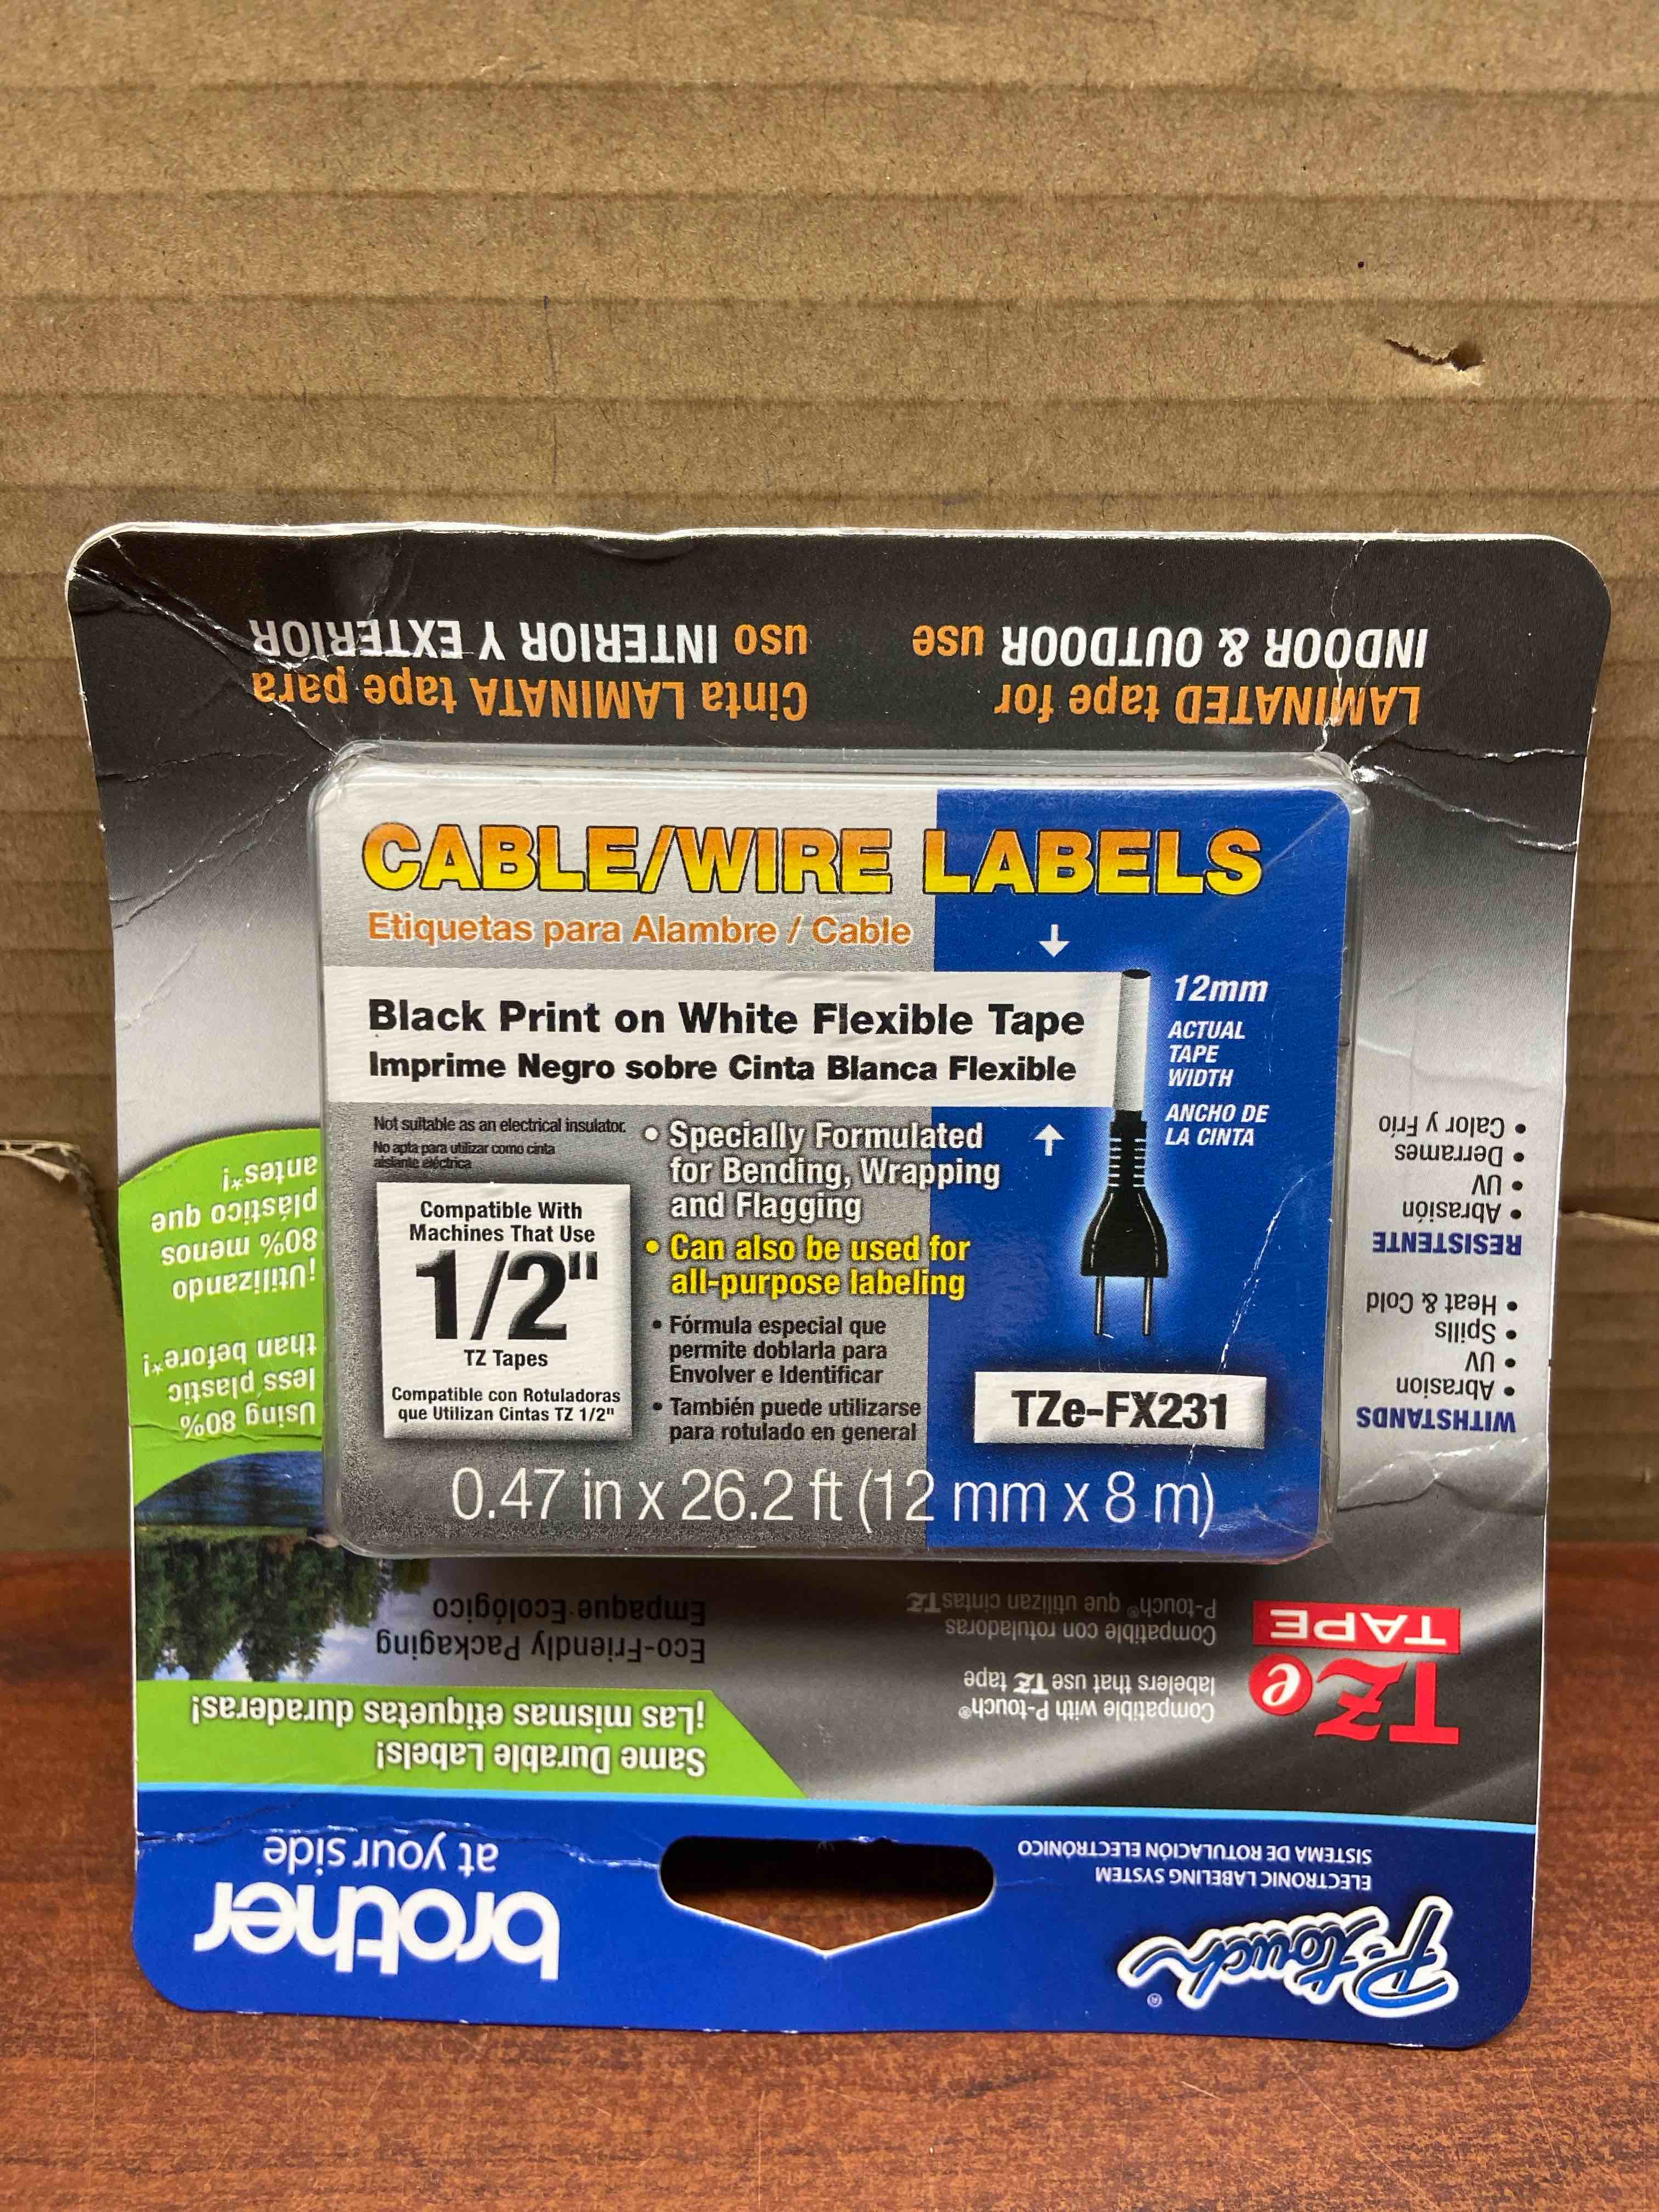 LAMINATED tape for
INDOOR & OUTDOOR use
Cinta LAMINATA tape para
uso INTERIOR Y EXTERIOR
CABLE/WIRE LABELS
Etiquetas para Alambre / Cable
Black Print on White Flexible Tape
Imprime Negro sobre Cinta Blanca Flexible
12mm
ACTUAL
TAPE
WIDTH
ANCHO DE
LA CINTA
Not suitable as an electrical insulator.
No apta para utilizar como cinta
aislante eléctrica
Compatible With
Machines That Use
1/2"
TZ Tapes
Compatible con Rotuladoras
que Utilizan Cintas TZ 1/2"
• Specially Formulated
for Bending, Wrapping
and Flagging
• Can also be used for
all-purpose labeling
• Fórmula especial que
permite doblarla para
Envolver e Identificar
• También puede utilizarse
para rotulado en general
TZe-FX231
0.47 in x 26.2 ft (12 mm x 8 m)
WITHSTANDS
• Abrasion
• UV
• Spills
• Heat & Cold
RESISTENTE
• Abrasión
• UV
• Derrames
• Calor y Frío
Using 80%
less plastic
than before*!
¡Utilizando
80% menos
plástico que
antes*!
P-touch®
ELECTRONIC LABELING SYSTEM
SISTEMA DE ROTULACIÓN ELECTRÓNICO
brother
at your side
TZe
TAPE
Compatible with P-touch®
labelers that use TZ tape
Compatible con rotuladoras
P-touch® que utilizan cintas TZ
Same Durable Labels!
¡Las mismas etiquetas duraderas!
Eco-Friendly Packaging
Empaque Ecológico